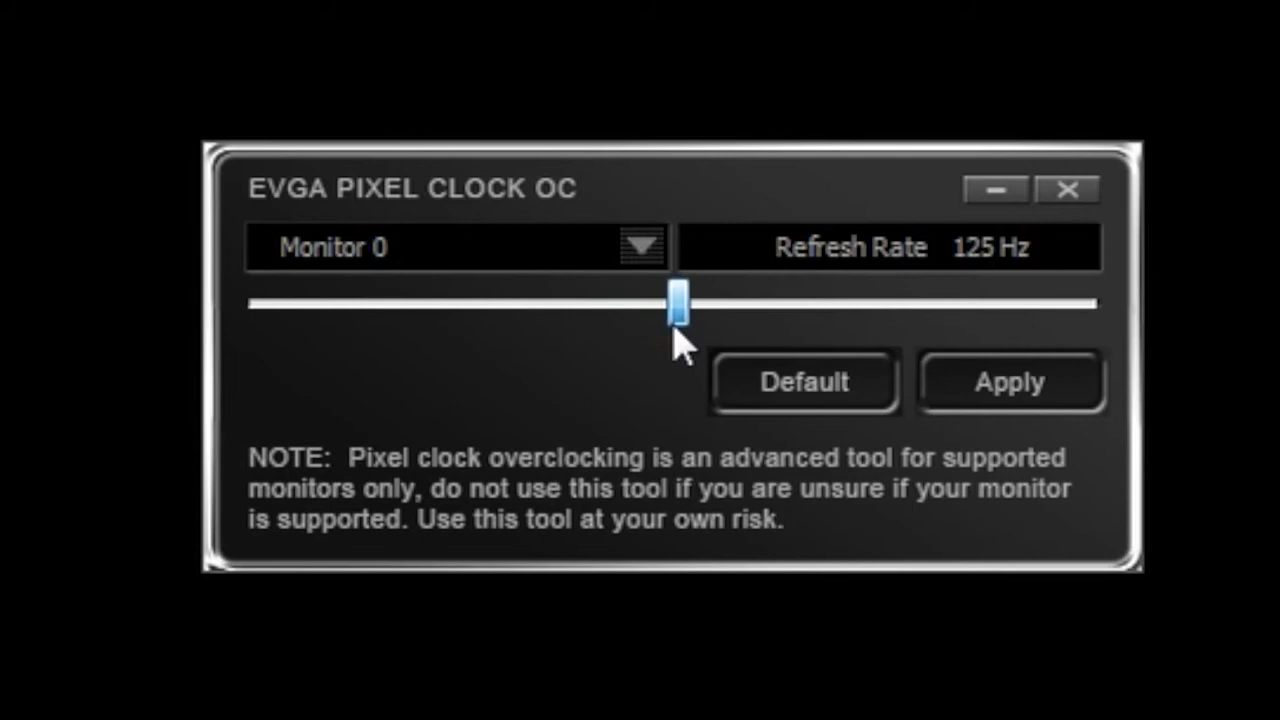 EVGA PIXEL CLOCK OC
Monitor 0
Refresh Rate 125 Hz
Default
Apply
NOTE: Pixel clock overclocking is an advanced tool for supported
monitors only, do not use this tool if you are unsure if your monitor
is supported. Use this tool at your own risk.